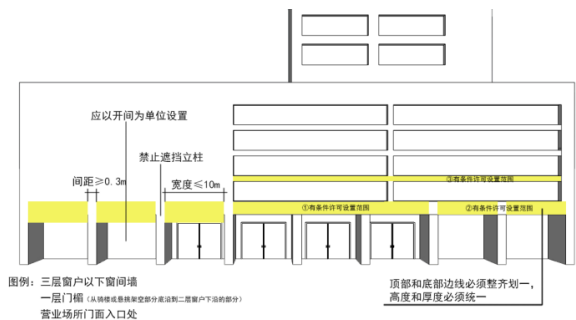 应以开间为单位设置
禁止遮挡立柱
间距≥0.3m
宽度≤10m
③有条件许可设置范围
①有条件许可设置范围
②有条件许可设置范围
图例：三层窗户以下窗间墙
一层门楣（从骑楼或悬挑架空部分底沿到二层窗户下沿的部分）
营业场所门面入口处
顶部和底部边线必须整齐划一，
高度和厚度必须统一